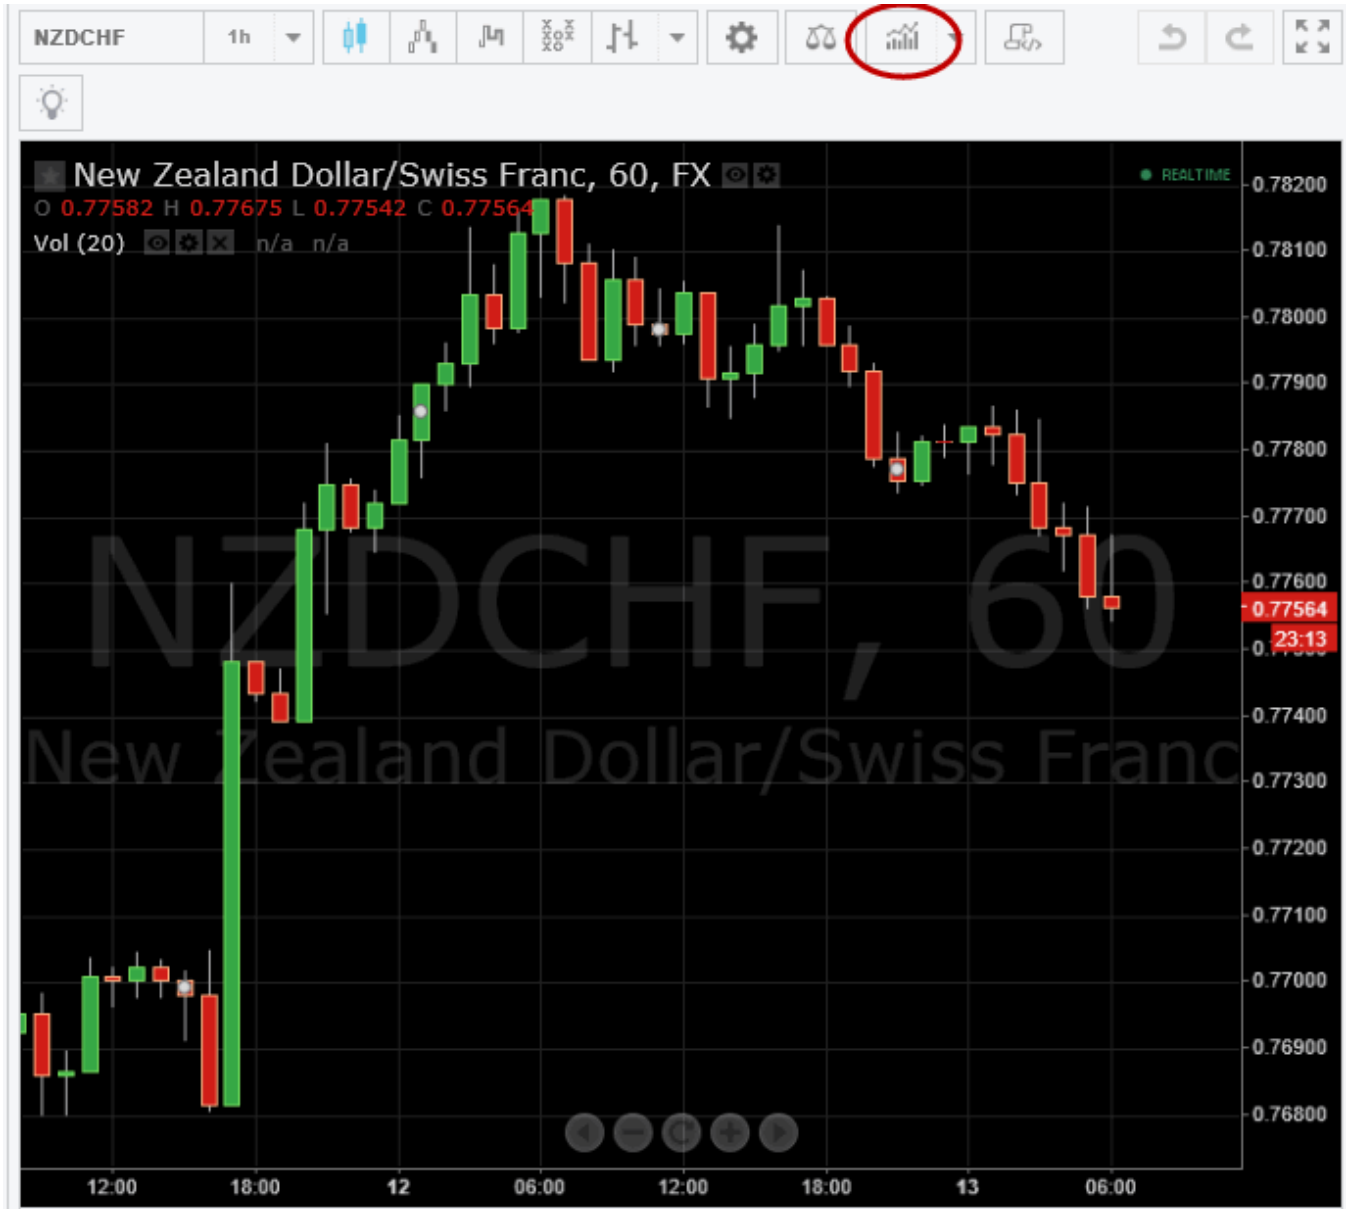 NZDCHF 1h
New Zealand Dollar/Swiss Franc, 60, FX
REALTIME
O 0.77582 H 0.77675 L 0.77542 C 0.77564
Vol (20) n/a n/a
NZDCHF, 60
New Zealand Dollar/Swiss Franc
0.78200
0.78100
0.78000
0.77900
0.77800
0.77700
0.77600
0.77564
23:13
0.77400
0.77300
0.77200
0.77100
0.77000
0.76900
0.76800
12:00 18:00 12 06:00 12:00 18:00 13 06:00